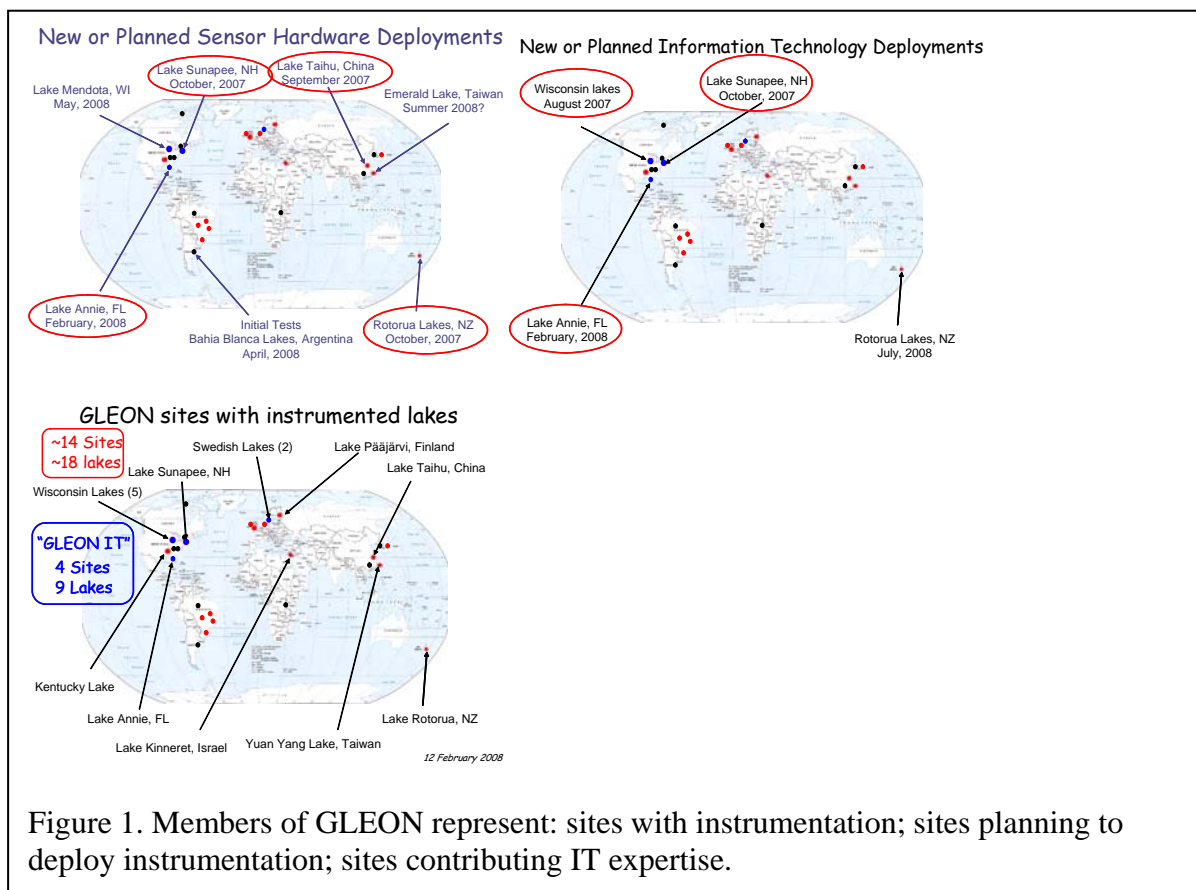 New or Planned Sensor Hardware Deployments
Lake Sunapee, NH
October, 2007
Lake Taihu, China
September 2007
Lake Mendota, WI
May, 2008
Emerald Lake, Taiwan
Summer 2008?
Lake Annie, FL
February, 2008
Initial Tests
Bahia Blanca Lakes, Argentina
April, 2008
Rotorua Lakes, NZ
October, 2007
New or Planned Information Technology Deployments
Wisconsin lakes
August 2007
Lake Sunapee, NH
October, 2007
Lake Annie, FL
February, 2008
Rotorua Lakes, NZ
July, 2008
GLEON sites with instrumented lakes
~14 Sites
~18 lakes
Swedish Lakes (2)
Lake Pääjärvi, Finland
Lake Taihu, China
Lake Sunapee, NH
Wisconsin Lakes (5)
"GLEON IT"
4 Sites
9 Lakes
Kentucky Lake
Lake Annie, FL
Lake Kinneret, Israel
Yuan Yang Lake, Taiwan
Lake Rotorua, NZ
12 February 2008
Figure 1. Members of GLEON represent: sites with instrumentation; sites planning to
deploy instrumentation; sites contributing IT expertise.